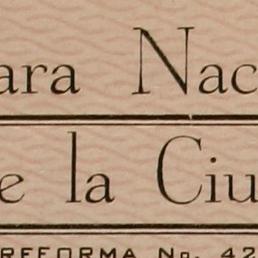 ara Nac
e la Ciu
REFORMA No. 42